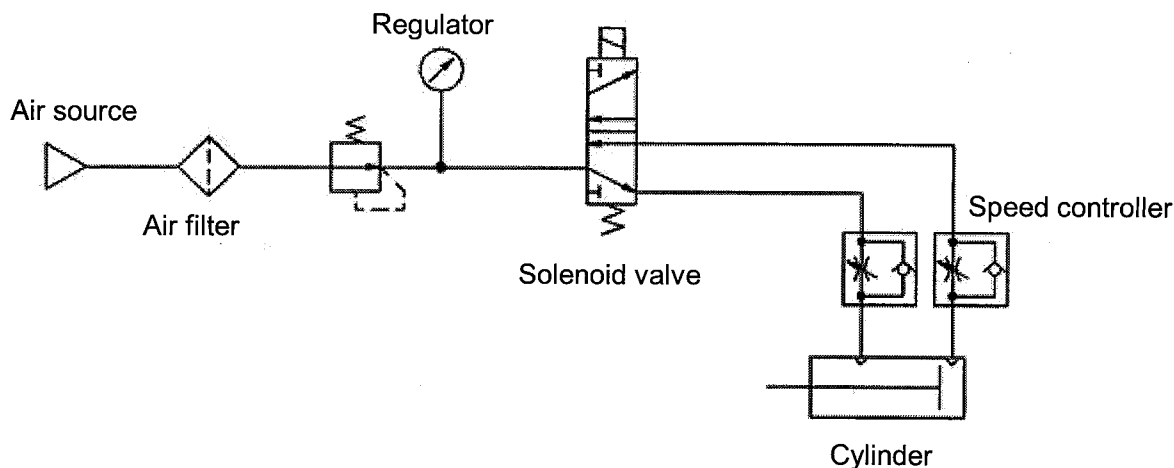 Regulator
Air source
Air filter
Solenoid valve
Speed controller
Cylinder